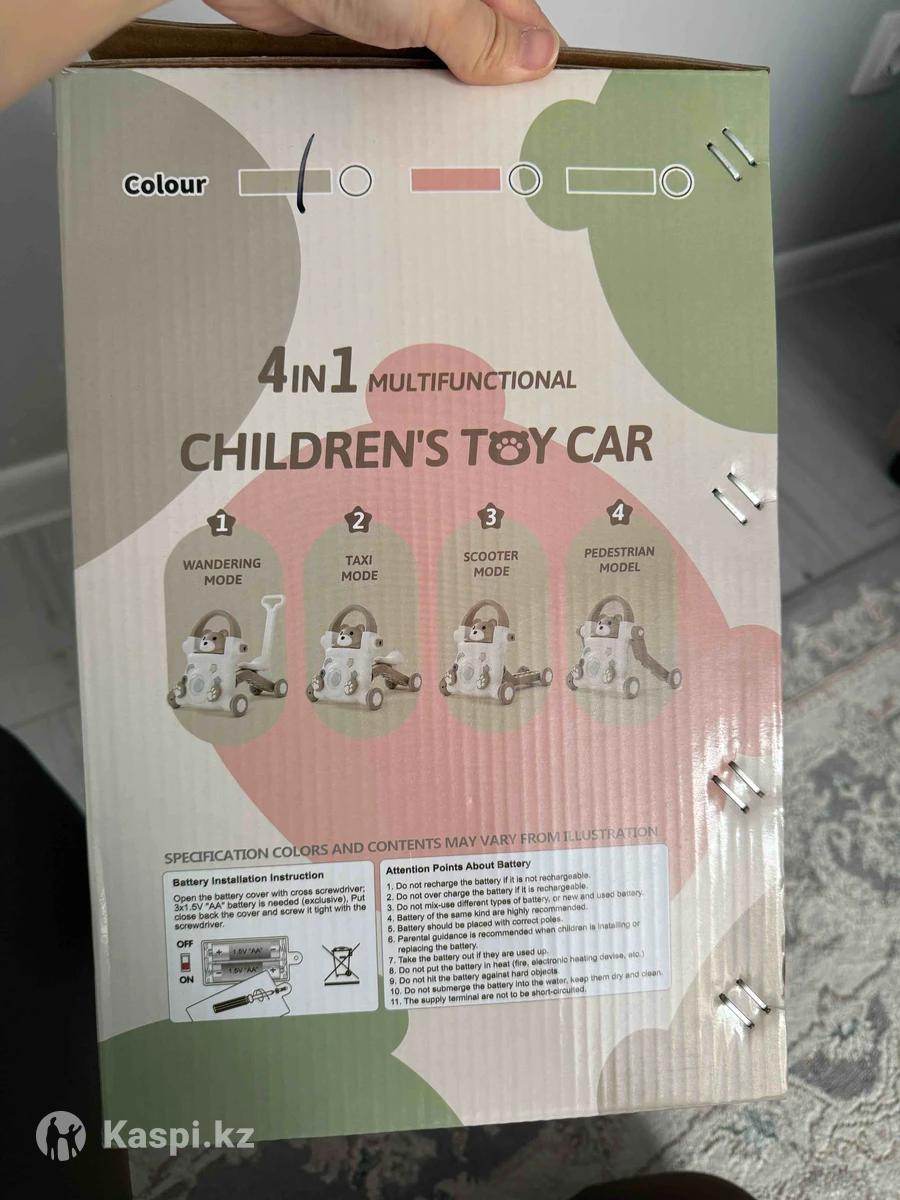 Colour
4IN1 MULTIFUNCTIONAL
CHILDREN'S TOY CAR
1
WANDERING
MODE
2
TAXI
MODE
3
SCOOTER
MODE
4
PEDESTRIAN
MODEL
SPECIFICATION COLORS AND CONTENTS MAY VARY FROM ILLUSTRATION
Battery Installation Instruction
Open the battery cover with cross screwdriver;
3x1.5V "AA" battery is needed (exclusive), Put
close back the cover and screw it tight with the
screwdriver.
OFF
ON
1.5V "AA"
1.5V "AA"
Attention Points About Battery
1. Do not recharge the battery if it is not rechargeable.
2. Do not over charge the battery if it is rechargeable.
3. Do not mix-use different types of battery, or new and used battery.
4. Battery of the same kind are highly recommended.
5. Battery should be placed with correct poles.
6. Parental guidance is recommended when children is installing or
replacing the battery.
7. Take the battery out if they are used up.
8. Do not put the battery in heat (fire, electronic heating devise, etc.)
9. Do not hit the battery against hard objects.
10. Do not submerge the battery into the water, keep them dry and clean.
11. The supply terminal are not to be short-circuited.
Kaspi.kz